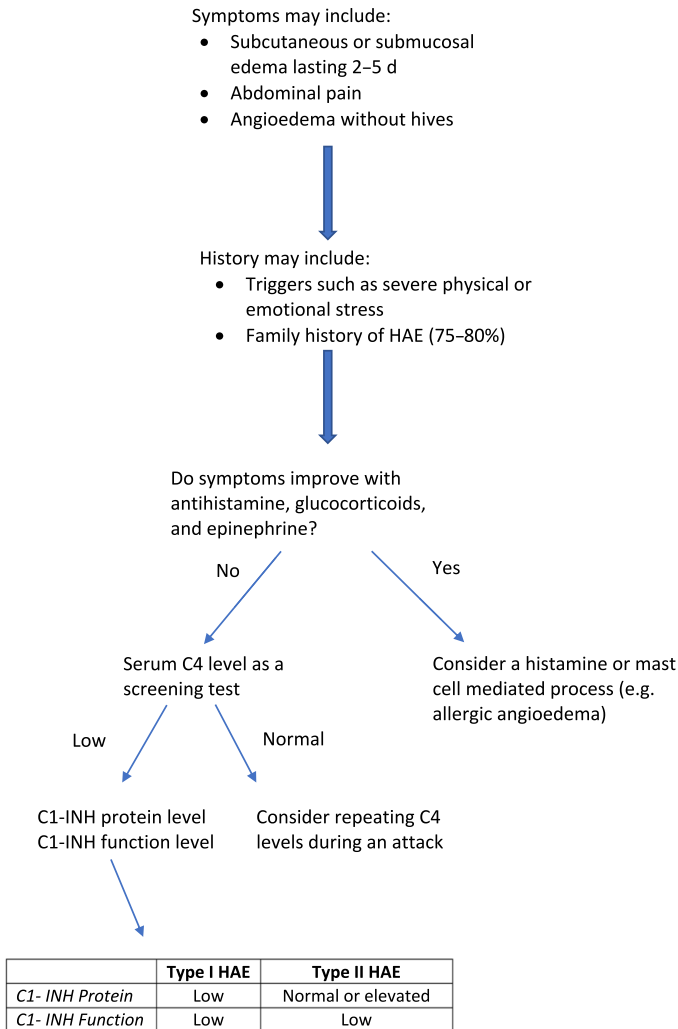 Symptoms may include:
• Subcutaneous or submucosal
edema lasting 2–5 d
• Abdominal pain
• Angioedema without hives
History may include:
• Triggers such as severe physical or
emotional stress
• Family history of HAE (75–80%)
Do symptoms improve with
antihistamine, glucocorticoids,
and epinephrine?
No
Yes
Serum C4 level as a
screening test
Consider a histamine or mast
cell mediated process (e.g.
allergic angioedema)
Low
Normal
C1-INH protein level
C1-INH function level
Consider repeating C4
levels during an attack
Type I HAE Type II HAE
C1- INH Protein Low Normal or elevated
C1- INH Function Low Low